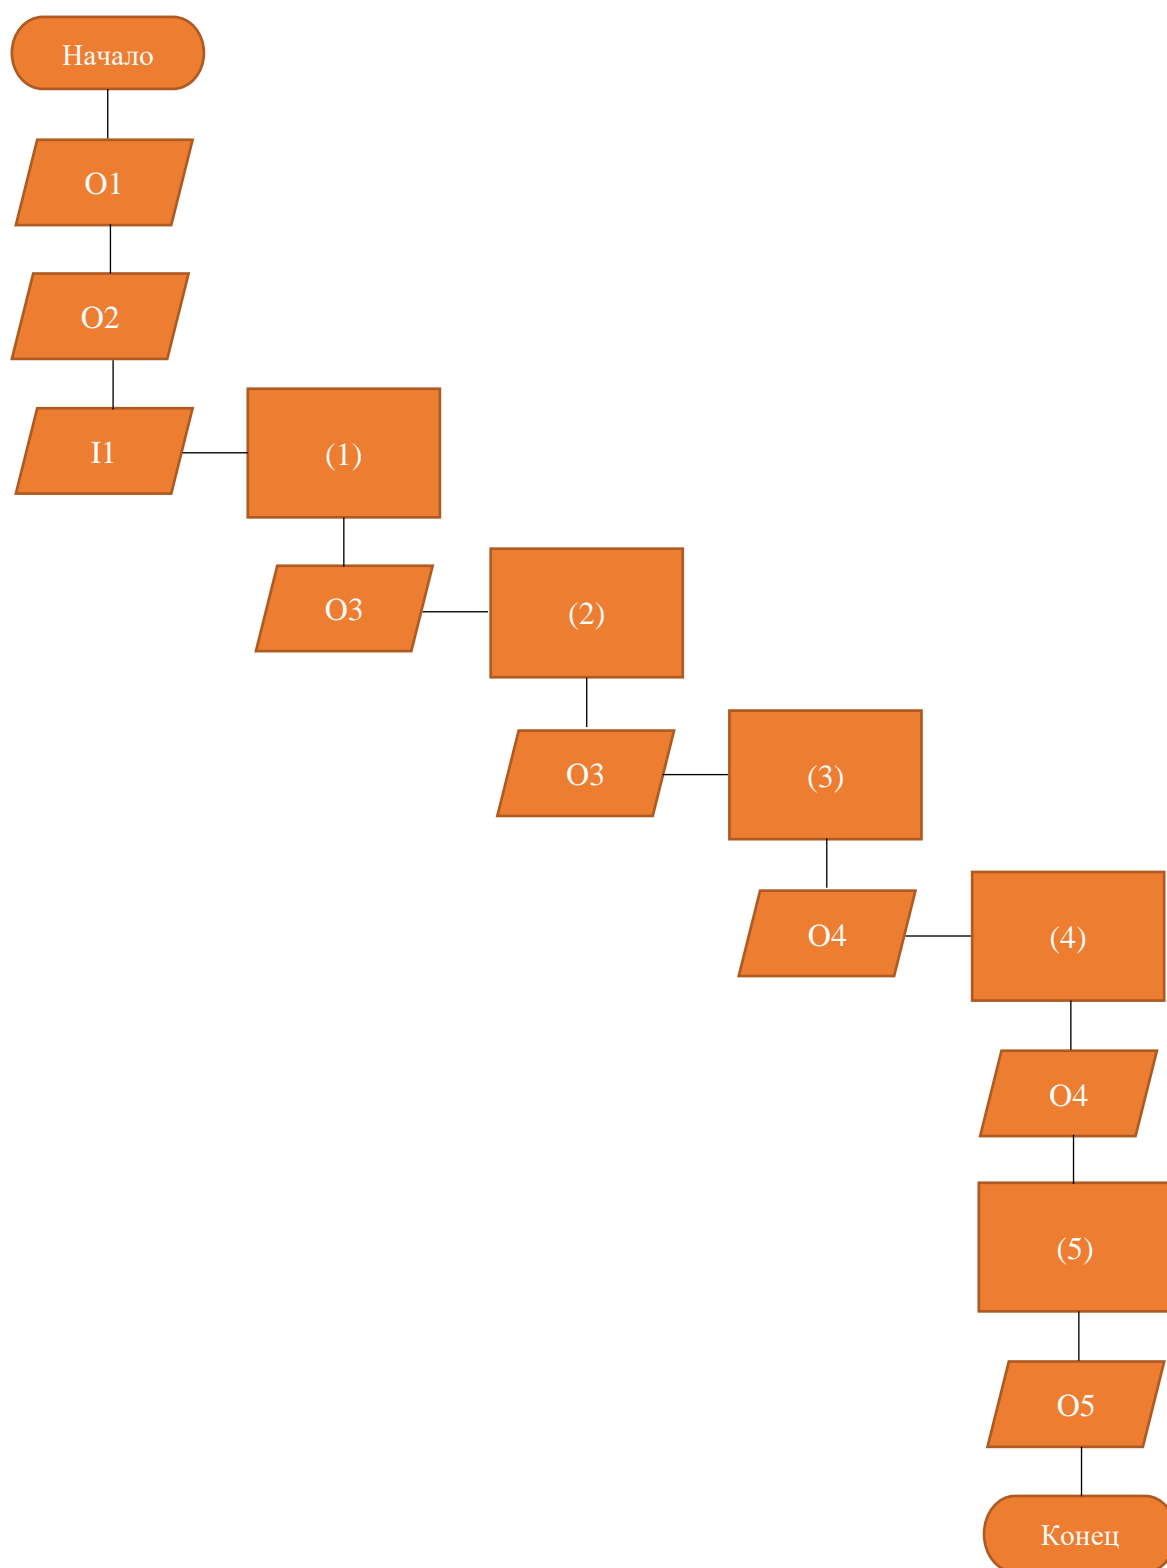 Начало
O1
O2
I1
(1)
O3
(2)
O3
(3)
O4
(4)
O4
(5)
O5
Конец